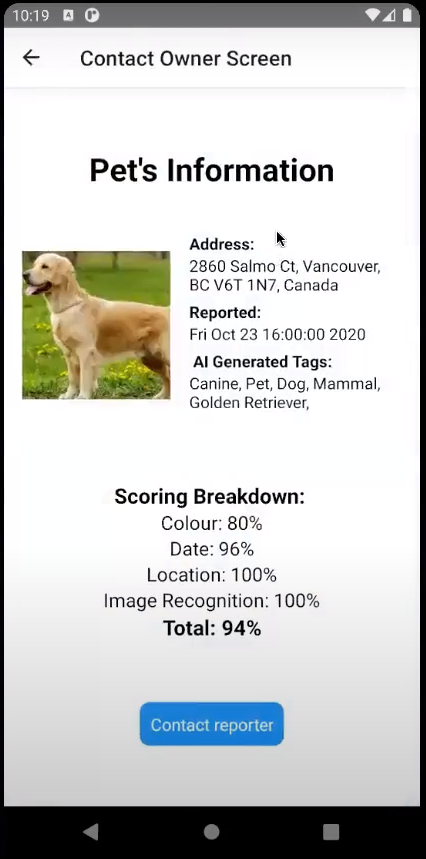 10:19
Contact Owner Screen
Pet's Information
Address:
2860 Salmo Ct, Vancouver,
BC V6T 1N7, Canada
Reported:
Fri Oct 23 16:00:00 2020
AI Generated Tags:
Canine, Pet, Dog, Mammal,
Golden Retriever,
Scoring Breakdown:
Colour: 80%
Date: 96%
Location: 100%
Image Recognition: 100%
Total: 94%
Contact reporter